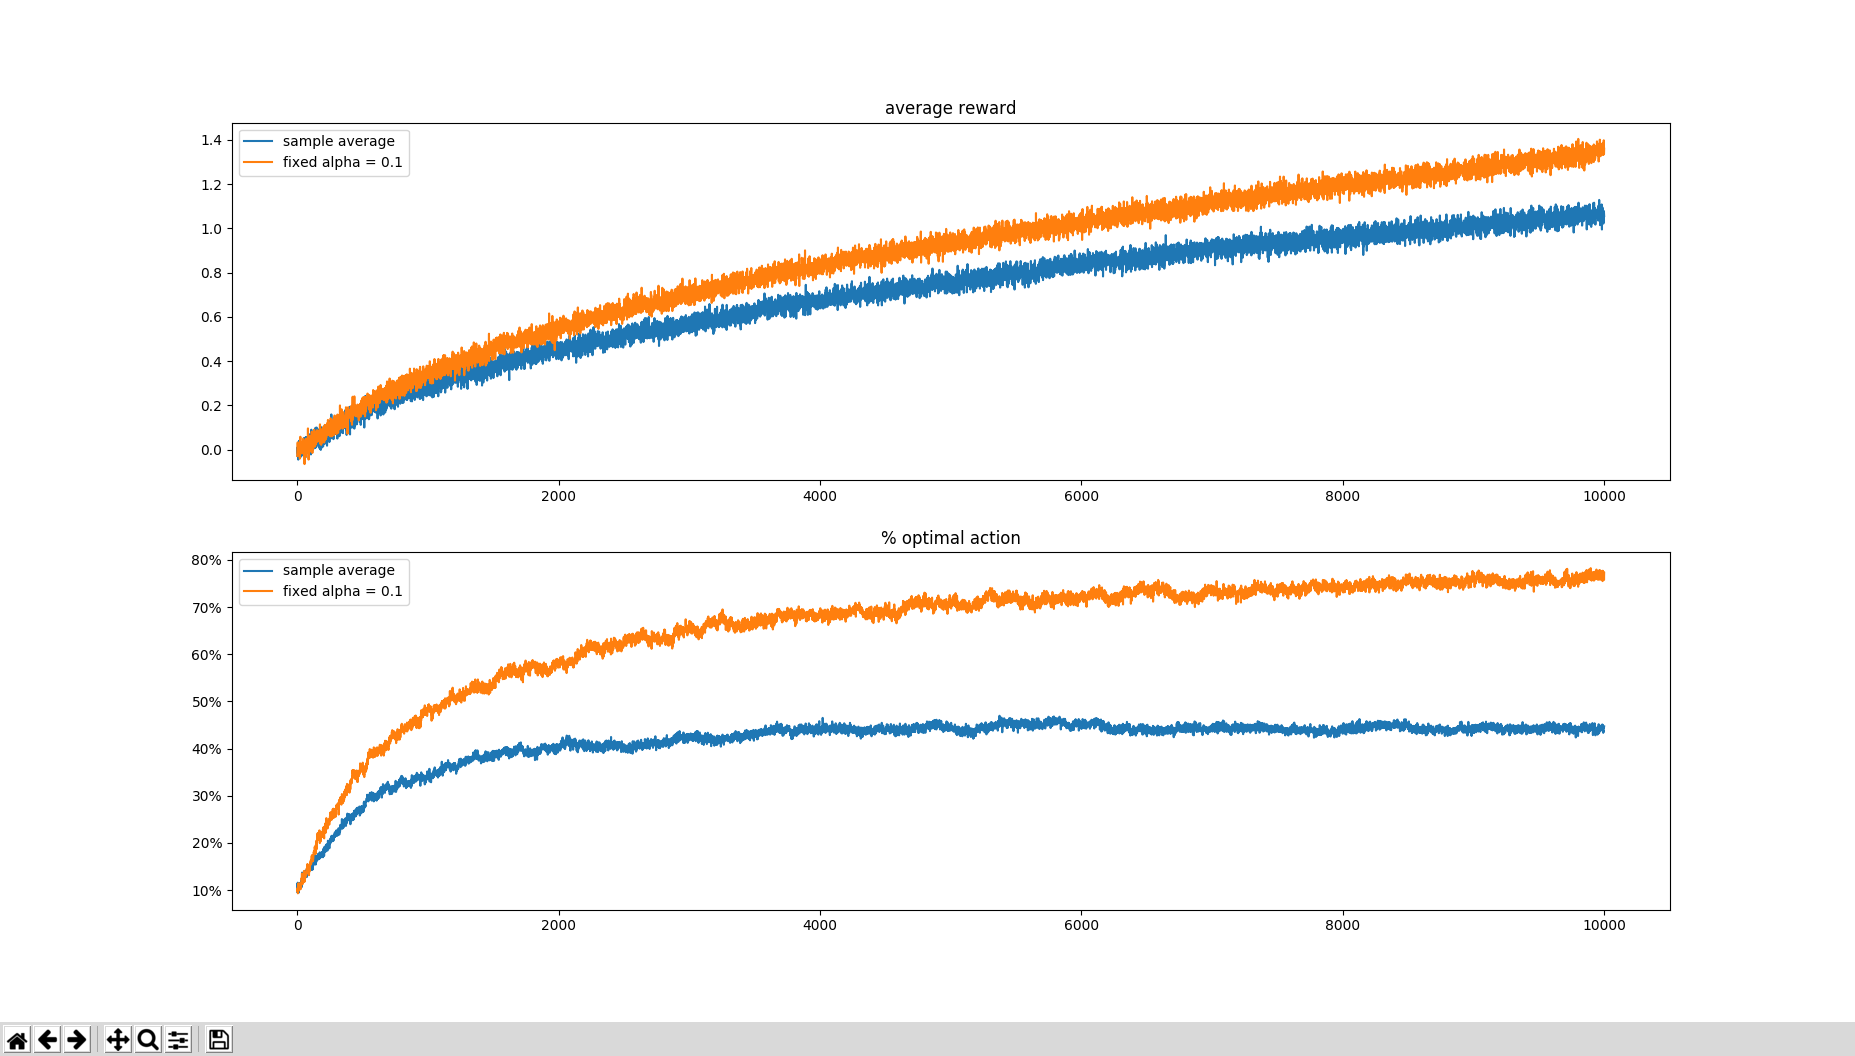 average reward
sample average
fixed alpha = 0.1
1.4
1.2
1.0
0.8
0.6
0.4
0.2
0.0
0 2000 4000 6000 8000 10000
% optimal action
sample average
fixed alpha = 0.1
80%
70%
60%
50%
40%
30%
20%
10%
0 2000 4000 6000 8000 10000